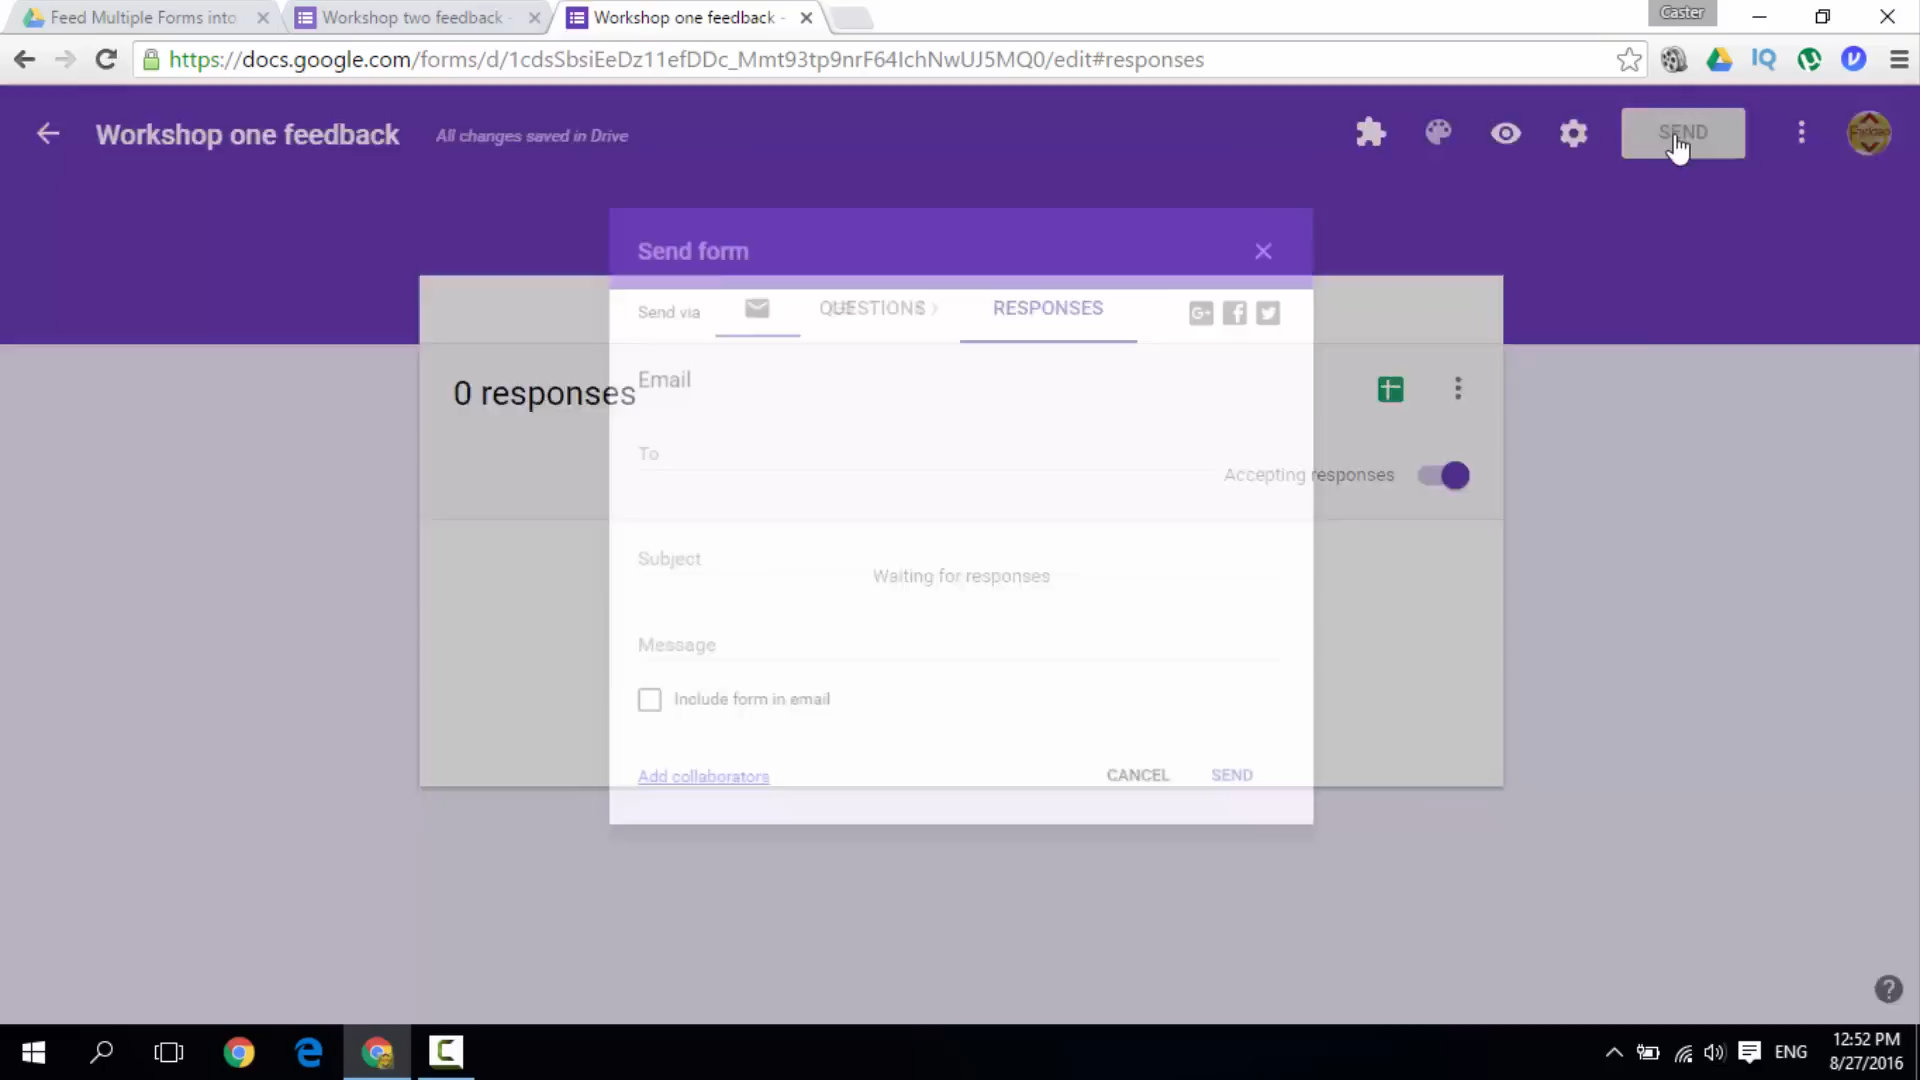 Feed Multiple Forms into
Workshop two feedback -
Workshop one feedback -
Caster
https://docs.google.com/forms/d/1cdsSbsiEeDz11efDDc_Mmt93tp9nrF64IchNwUJ5MQ0/edit#responses
Workshop one feedback
All changes saved in Drive
SEND
Send form
Send via
QUESTIONS
RESPONSES
0 responses
Email
To
Accepting responses
Subject
Waiting for responses
Message
Include form in email
Add collaborators
CANCEL
SEND
ENG
12:52 PM
8/27/2016